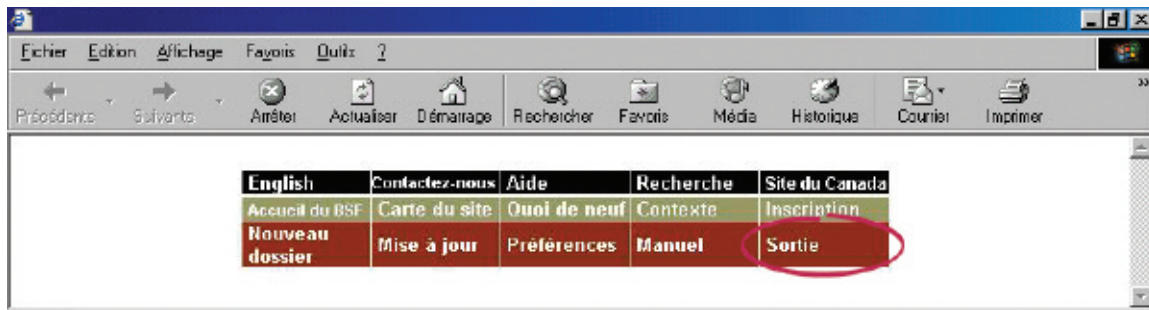 Fichier Edition Affichage Favoris Outils ?
Précédente Suivante Arrêter Actualiser Démarrage Rechercher Favoris Média Historique Courrier Imprimer »
English Contactez-nous Aide Recherche Site du Canada
Accueil du BSF Carte du site Quoi de neuf Contexte Inscription
Nouveau dossier Mise à jour Préférences Manuel Sortie